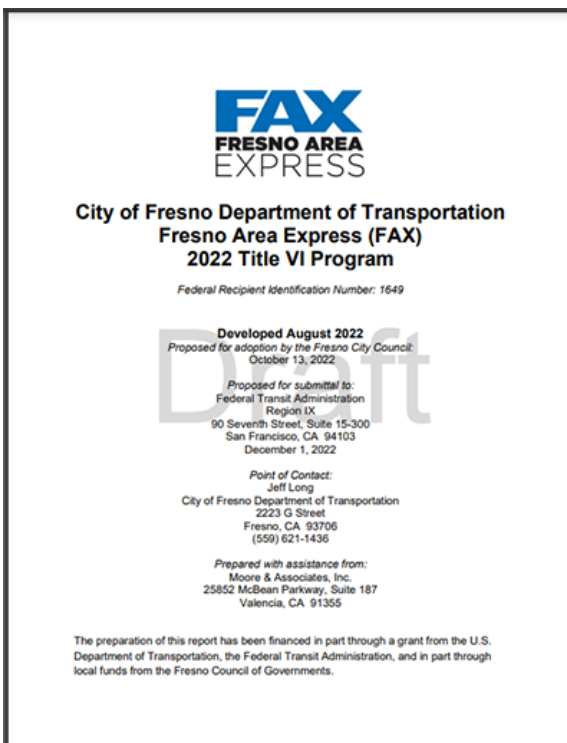 FAX
FRESNO AREA
EXPRESS
City of Fresno Department of Transportation
Fresno Area Express (FAX)
2022 Title VI Program
Federal Recipient Identification Number: 1649
Developed August 2022
Proposed for adoption by the Fresno City Council:
October 13, 2022
Draft
Proposed for submittal to:
Federal Transit Administration
Region IX
90 Seventh Street, Suite 15-300
San Francisco, CA 94103
December 1, 2022
Point of Contact:
Jeff Long
City of Fresno Department of Transportation
2223 G Street
Fresno, CA 93706
(559) 621-1436
Prepared with assistance from:
Moore & Associates, Inc.
25852 McBean Parkway, Suite 187
Valencia, CA 91355
The preparation of this report has been financed in part through a grant from the U.S.
Department of Transportation, the Federal Transit Administration, and in part through
local funds from the Fresno Council of Governments.